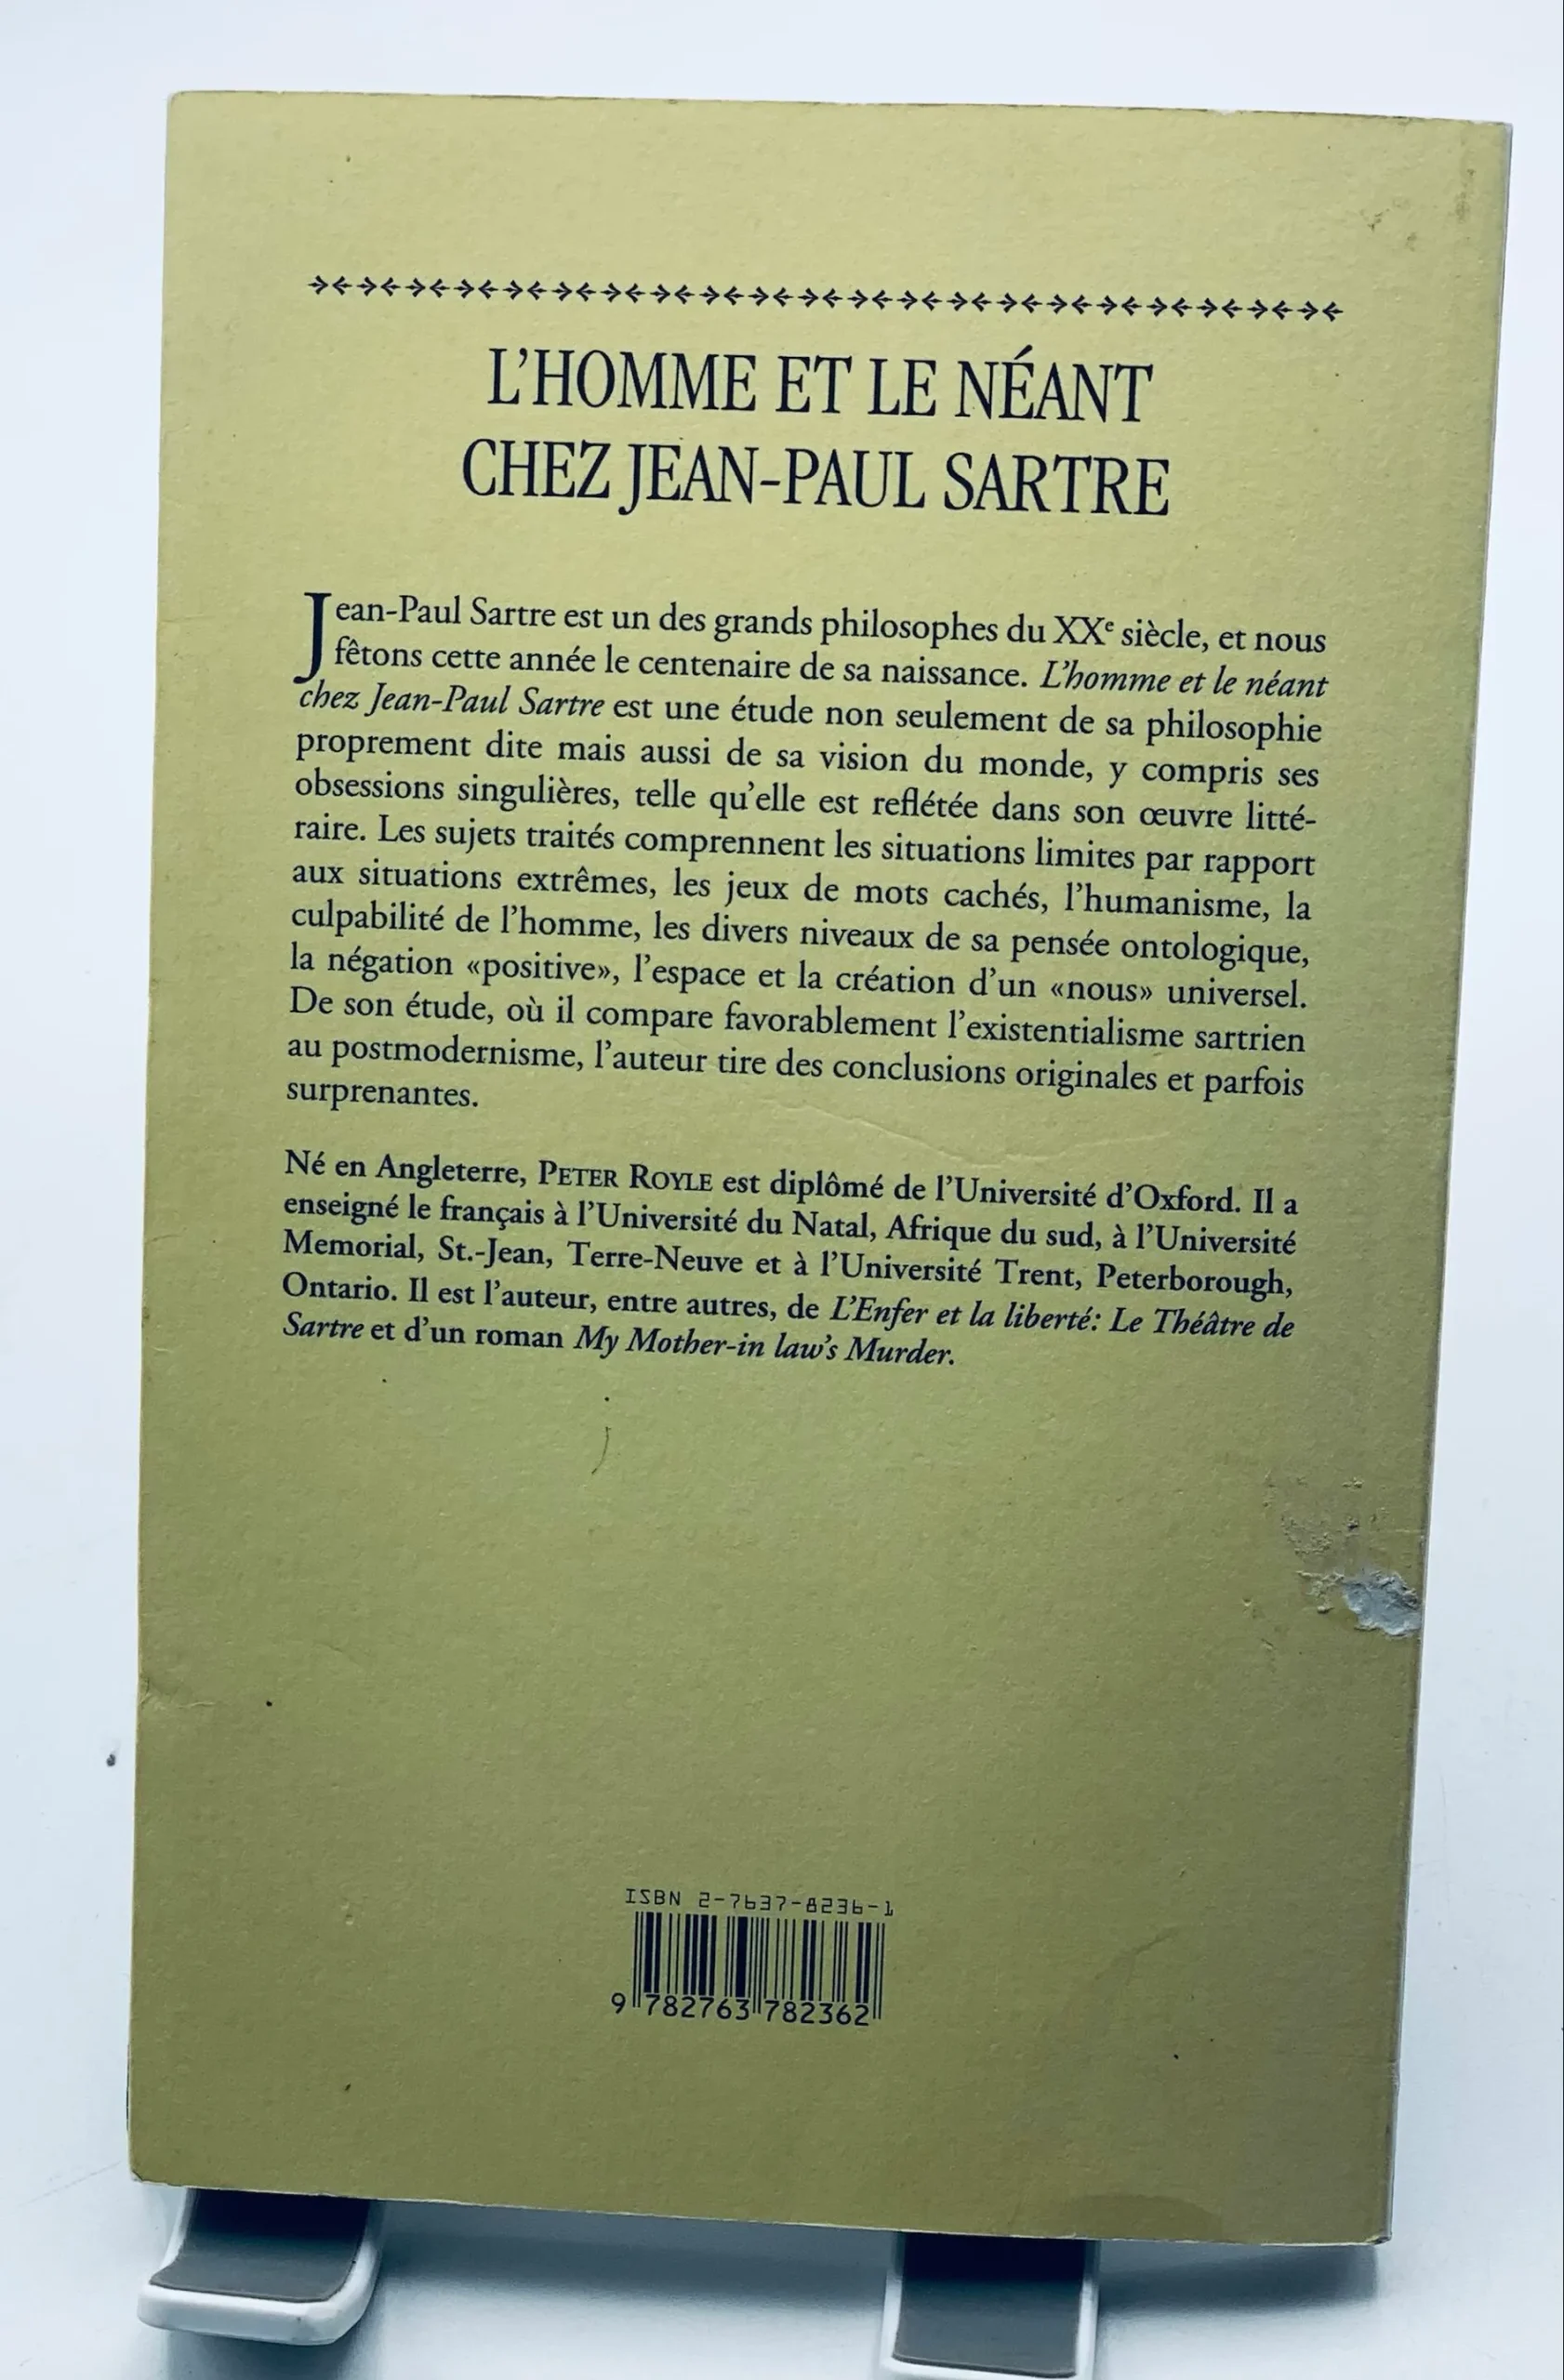 L'HOMME ET LE NÉANT
CHEZ JEAN-PAUL SARTRE
Jean-Paul Sartre est un des grands philosophes du XXe siècle, et nous
fêtons cette année le centenaire de sa naissance. L'homme et le néant
chez Jean-Paul Sartre est une étude non seulement de sa philosophie
proprement dite mais aussi de sa vision du monde, y compris ses
obsessions singulières, telle qu'elle est reflétée dans son œuvre litté-
raire. Les sujets traités comprennent les situations limites par rapport
aux situations extrêmes, les jeux de mots cachés, l'humanisme, la
culpabilité de l'homme, les divers niveaux de sa pensée ontologique,
la négation «positive», l'espace et la création d'un «nous» universel.
De son étude, où il compare favorablement l'existentialisme sartrien
au postmodernisme, l'auteur tire des conclusions originales et parfois
surprenantes.
Né en Angleterre, PETER ROYLE est diplômé de l'Université d'Oxford. Il a
enseigné le français à l'Université du Natal, Afrique du sud, à l'Université
Memorial, St.-Jean, Terre-Neuve et à l'Université Trent, Peterborough,
Ontario. Il est l'auteur, entre autres, de L'Enfer et la liberté: Le Théâtre de
Sartre et d'un roman My Mother-in law's Murder.
ISBN 2-7637-8236-1
9 782763 782362